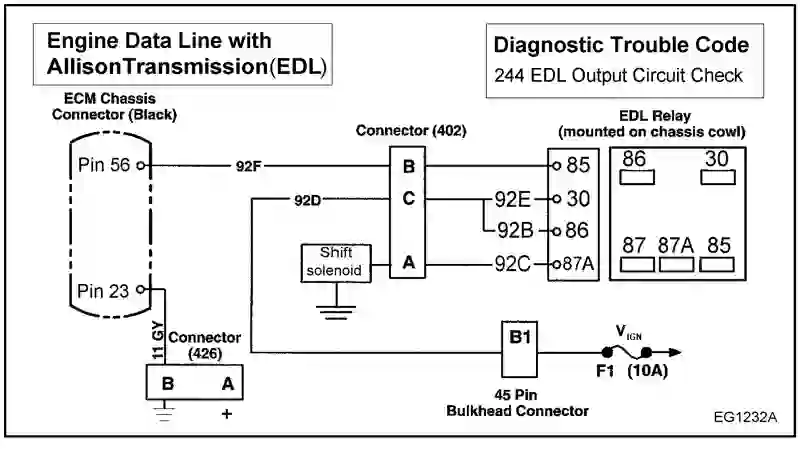 Engine Data Line with
AllisonTransmission(EDL)
Diagnostic Trouble Code
244 EDL Output Circuit Check
ECM Chassis
Connector (Black)
Connector (402)
EDL Relay
(mounted on chassis cowl)
Pin 56
92F
B
85
86
30
92D
C
92E
30
92B
86
87
87A
85
Shift
solenoid
A
92C
87A
Pin 23
11 GY
Connector
(426)
B
A
+
B1
VIGN
F1
(10A)
45 Pin
Bulkhead Connector
EG1232A